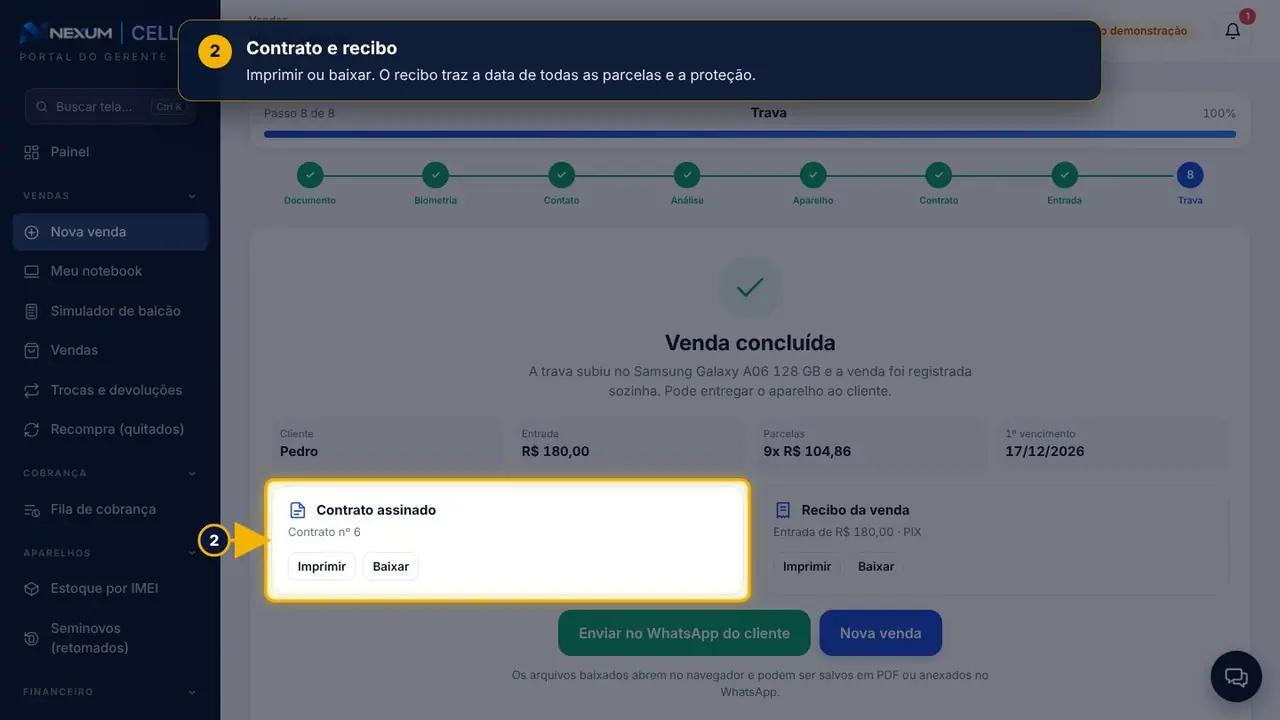 NEXUM | CELL
PORTAL DO GERENTE
Buscar tela... Ctrl K
Painel
VENDAS
Nova venda
Meu notebook
Simulador de balcão
Vendas
Trocas e devoluções
Recompra (quitados)
COBRANÇA
Fila de cobrança
APARELHOS
Estoque por IMEI
Seminovos
(retomados)
FINANCEIRO
2
Contrato e recibo
Imprimir ou baixar. O recibo traz a data de todas as parcelas e a proteção.
demonstração
1
Passo 8 de 8
Trava
100%
8
Documento
Biometria
Contato
Análise
Aparelho
Contrato
Entrada
Trava
Venda concluída
A trava subiu no Samsung Galaxy A06 128 GB e a venda foi registrada
sozinha. Pode entregar o aparelho ao cliente.
Cliente
Pedro
Entrada
R$ 180,00
Parcelas
9x R$ 104,86
1º vencimento
17/12/2026
2
Contrato assinado
Contrato nº 6
Imprimir
Baixar
Recibo da venda
Entrada de R$ 180,00 · PIX
Imprimir
Baixar
Enviar no WhatsApp do cliente
Nova venda
Os arquivos baixados abrem no navegador e podem ser salvos em PDF ou anexados no
WhatsApp.